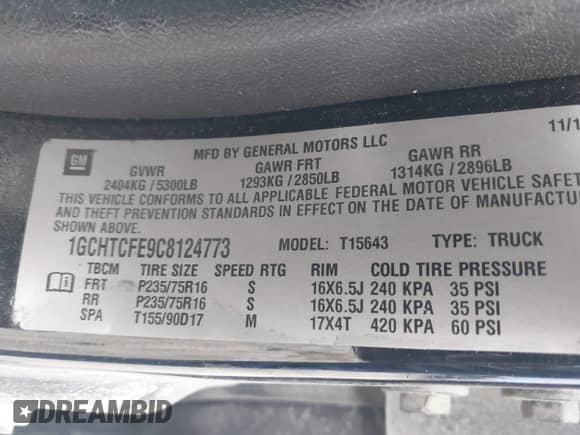 GM
MFD BY GENERAL MOTORS LLC
11/1
GVWR GAWR FRT GAWR RR
2404KG / 5300LB 1293KG / 2850LB 1314KG / 2896LB
THIS VEHICLE CONFORMS TO ALL APPLICABLE FEDERAL MOTOR VEHICLE SAFET
AND THEFT PREVENTION STANDARDS IN EFFECT ON THE DATE OF MANUFACTUR
SHOWN ABOVE.
1GCHTCFE9C8124773 MODEL: T15643 TYPE: TRUCK
TBCM TIRE SIZE SPEED RTG RIM COLD TIRE PRESSURE
FRT P235/75R16 S 16X6.5J 240 KPA 35 PSI
RR P235/75R16 S 16X6.5J 240 KPA 35 PSI
SPA T155/90D17 M 17X4T 420 KPA 60 PSI
DREAMBID